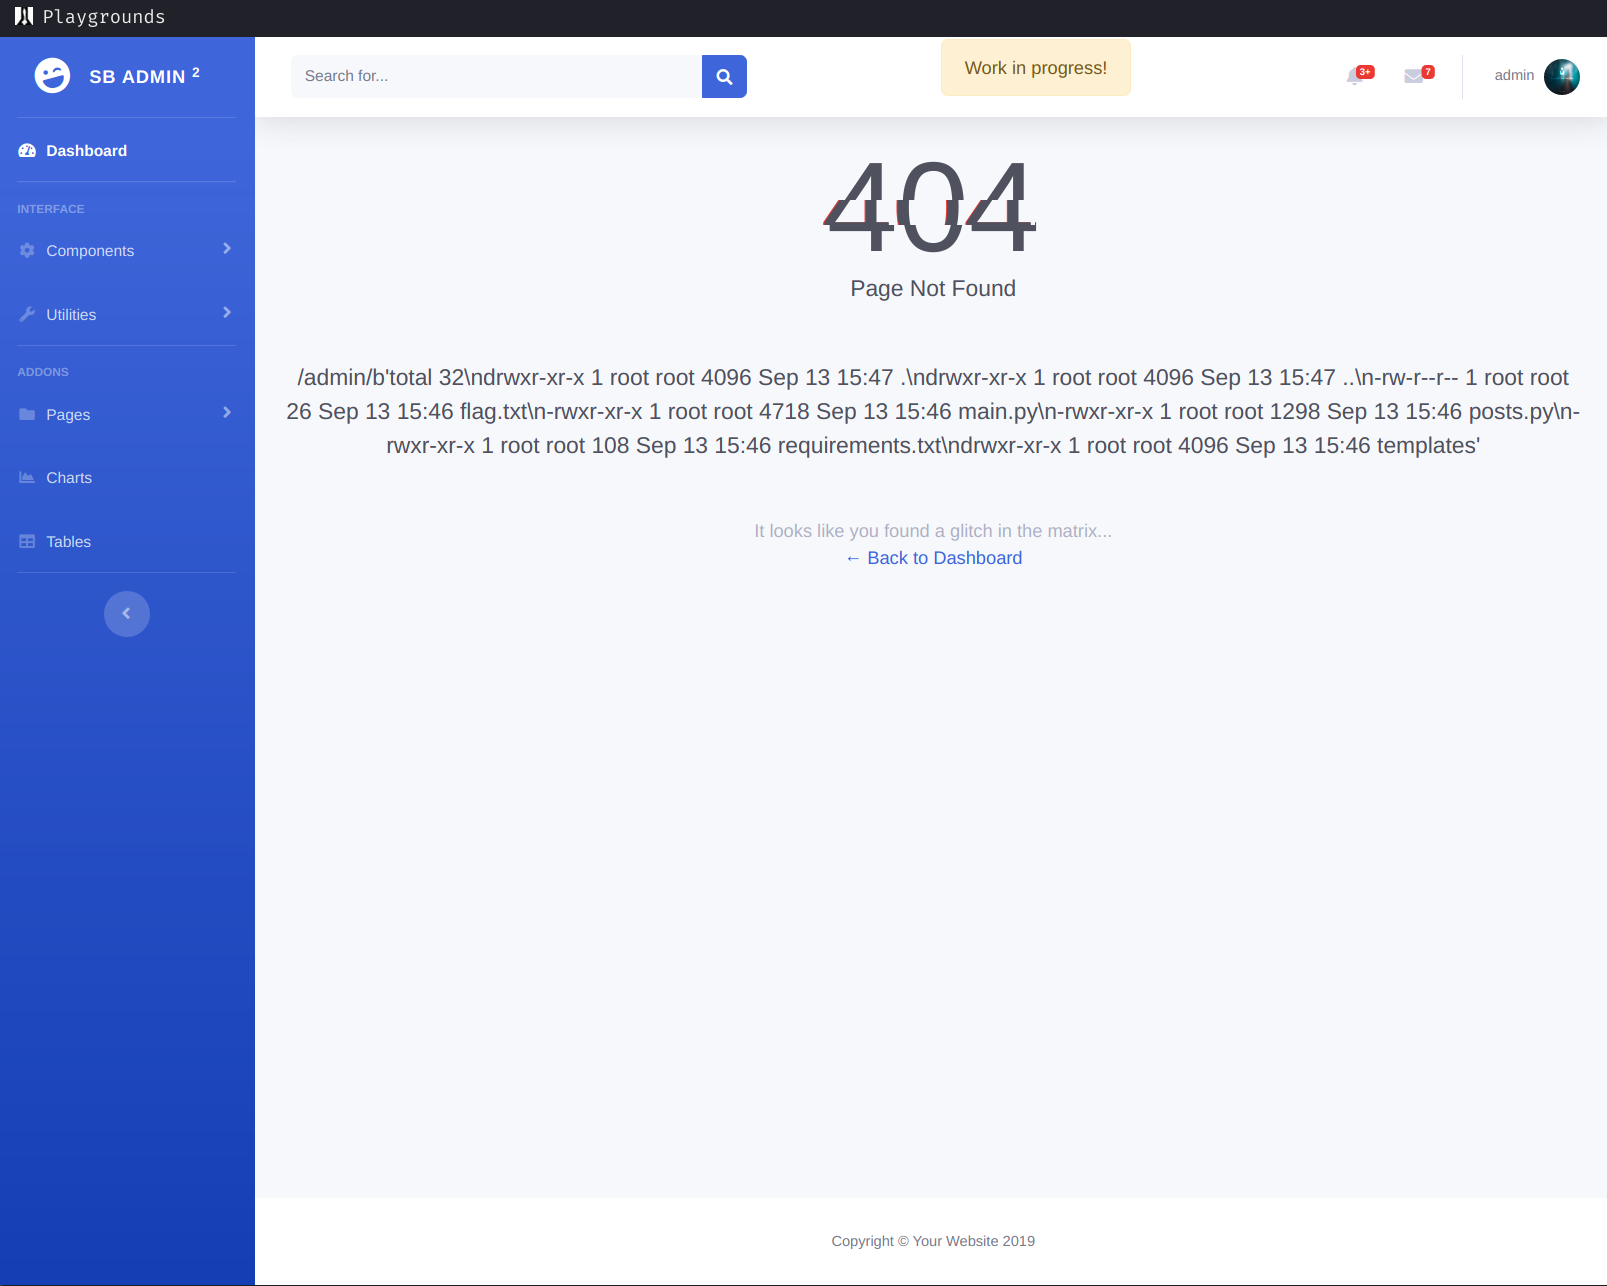 Playgrounds
SB ADMIN 2
Search for...
Work in progress!
3+
7
admin
Dashboard
INTERFACE
Components
Utilities
ADDONS
Pages
Charts
Tables
404
Page Not Found
/admin/b'total 32\ndrwxr-xr-x 1 root root 4096 Sep 13 15:47 .\ndrwxr-xr-x 1 root root 4096 Sep 13 15:47 ..\n-rw-r--r-- 1 root root
26 Sep 13 15:46 flag.txt\n-rwxr-xr-x 1 root root 4718 Sep 13 15:46 main.py\n-rwxr-xr-x 1 root root 1298 Sep 13 15:46 posts.py\n-
rwxr-xr-x 1 root root 108 Sep 13 15:46 requirements.txt\ndrwxr-xr-x 1 root root 4096 Sep 13 15:46 templates'
It looks like you found a glitch in the matrix...
← Back to Dashboard
Copyright © Your Website 2019